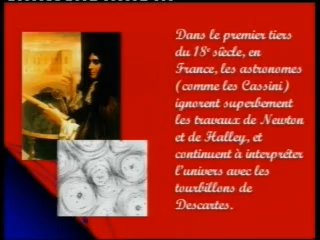 Dans le premier tiers
du 18e siècle, en
France, les astronomes
(comme les Cassini)
ignorent superbement
les travaux de Newton
et de Halley, et
continuent à interpréter
l'univers avec les
tourbillons de
Descartes.